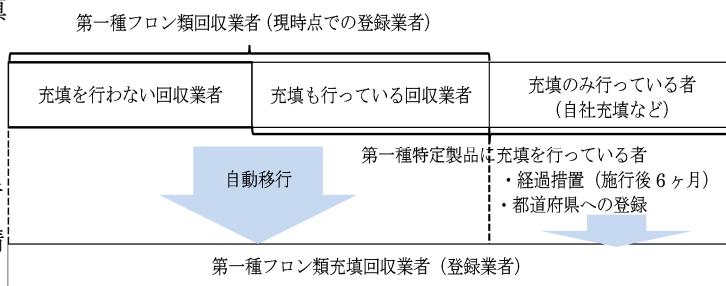 第一種フロン類回収業者（現時点での登録業者）
充填を行わない回収業者
充填も行っている回収業者
充填のみ行っている者
（自社充填など）
第一種特定製品に充填を行っている者
自動移行
・経過措置（施行後６ヶ月）
・都道府県への登録
第一種フロン類充填回収業者（登録業者）